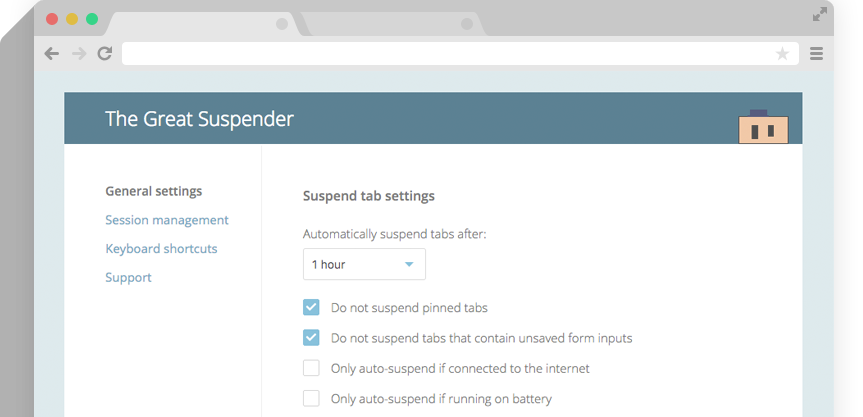 The Great Suspender
General settings
Session management
Keyboard shortcuts
Support
Suspend tab settings
Automatically suspend tabs after:
1 hour
Do not suspend pinned tabs
Do not suspend tabs that contain unsaved form inputs
Only auto-suspend if connected to the internet
Only auto-suspend if running on battery